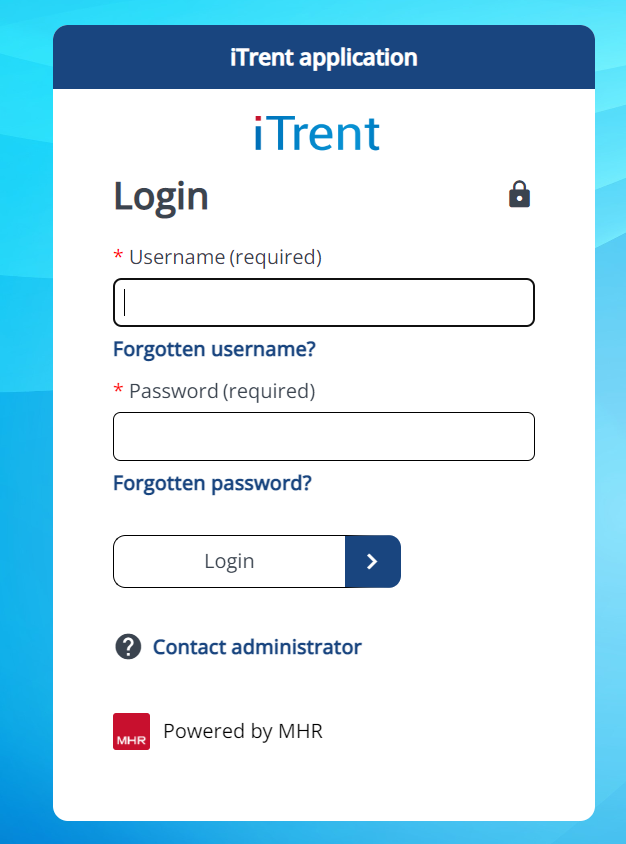 iTrent application
iTrent
Login
* Username (required)
Forgotten username?
* Password (required)
Forgotten password?
Login
Contact administrator
MHR Powered by MHR